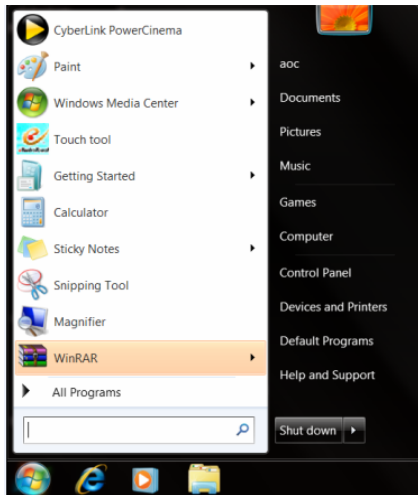 CyberLink PowerCinema
Paint
Windows Media Center
Touch tool
Getting Started
Calculator
Sticky Notes
Snipping Tool
Magnifier
WinRAR
All Programs
aoc
Documents
Pictures
Music
Games
Computer
Control Panel
Devices and Printers
Default Programs
Help and Support
Shut down